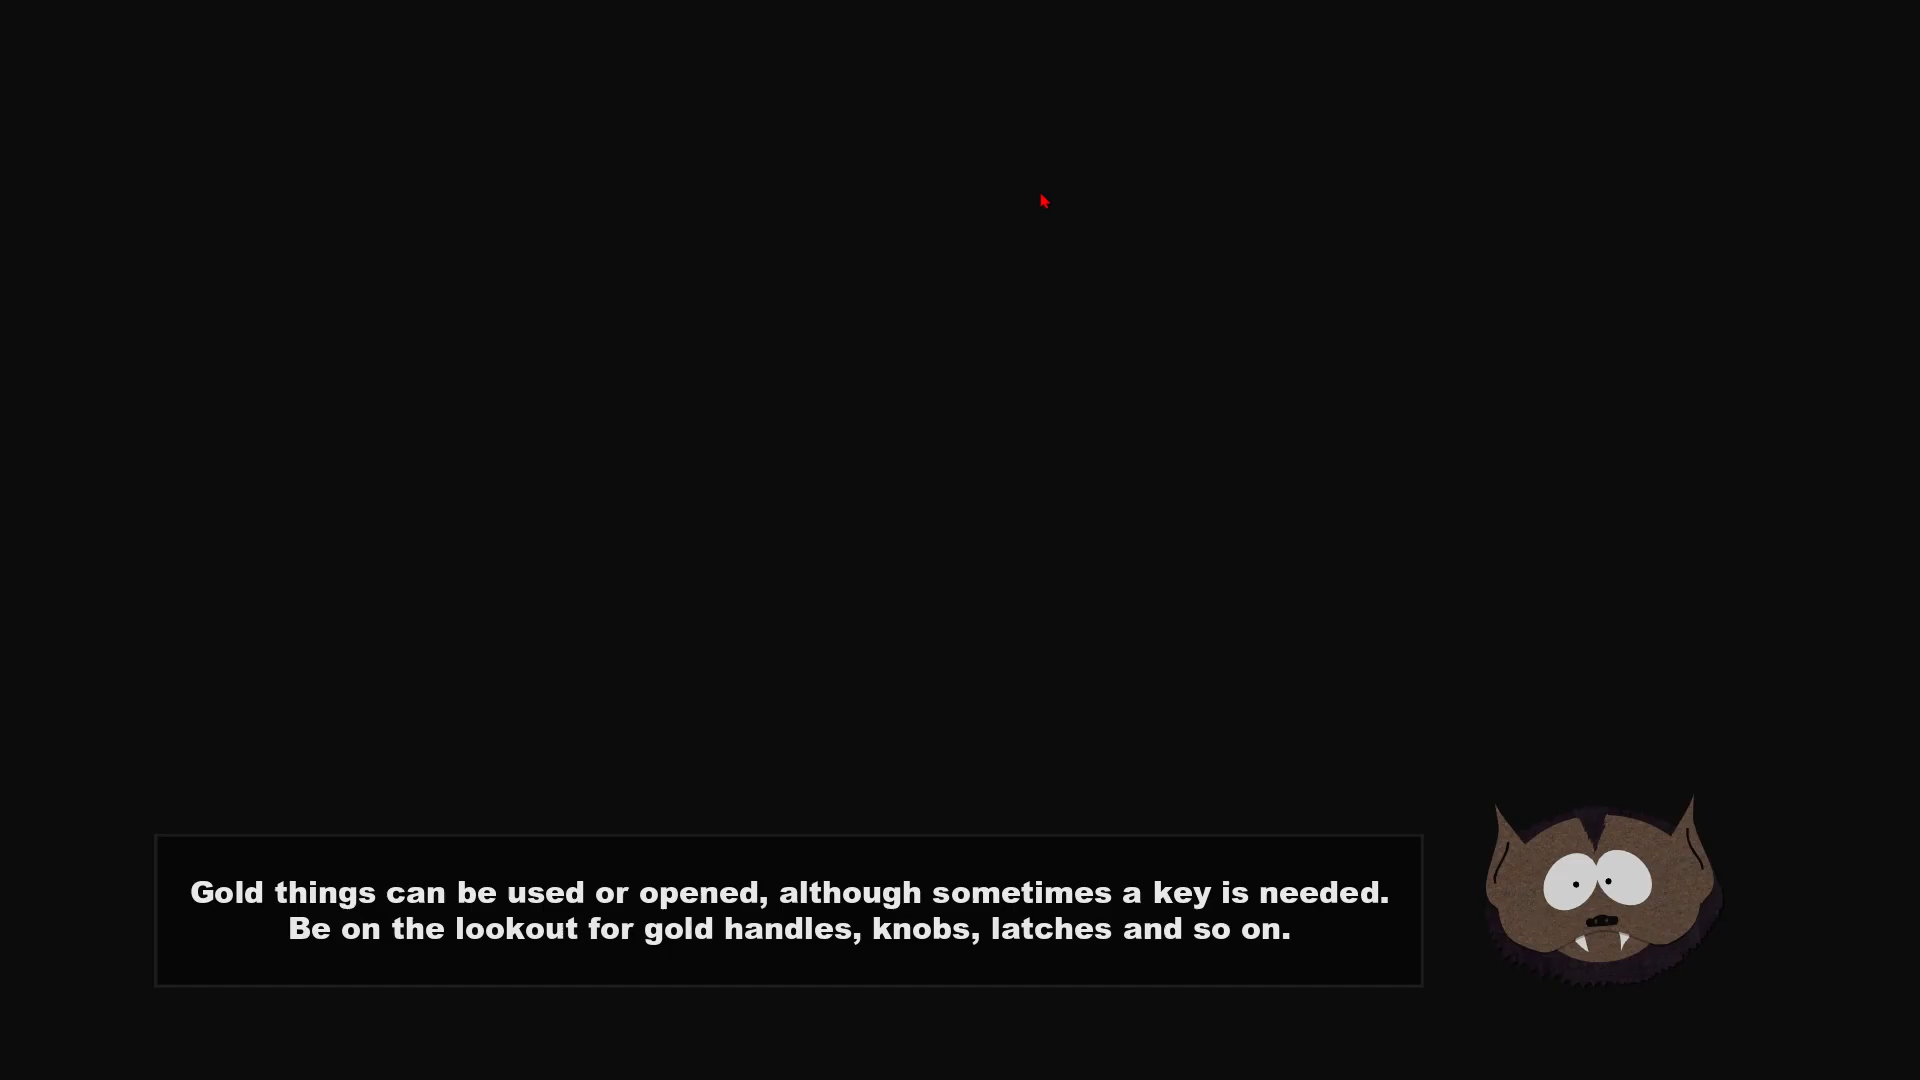 Gold things can be used or opened, although sometimes a key is needed.
Be on the lookout for gold handles, knobs, latches and so on.